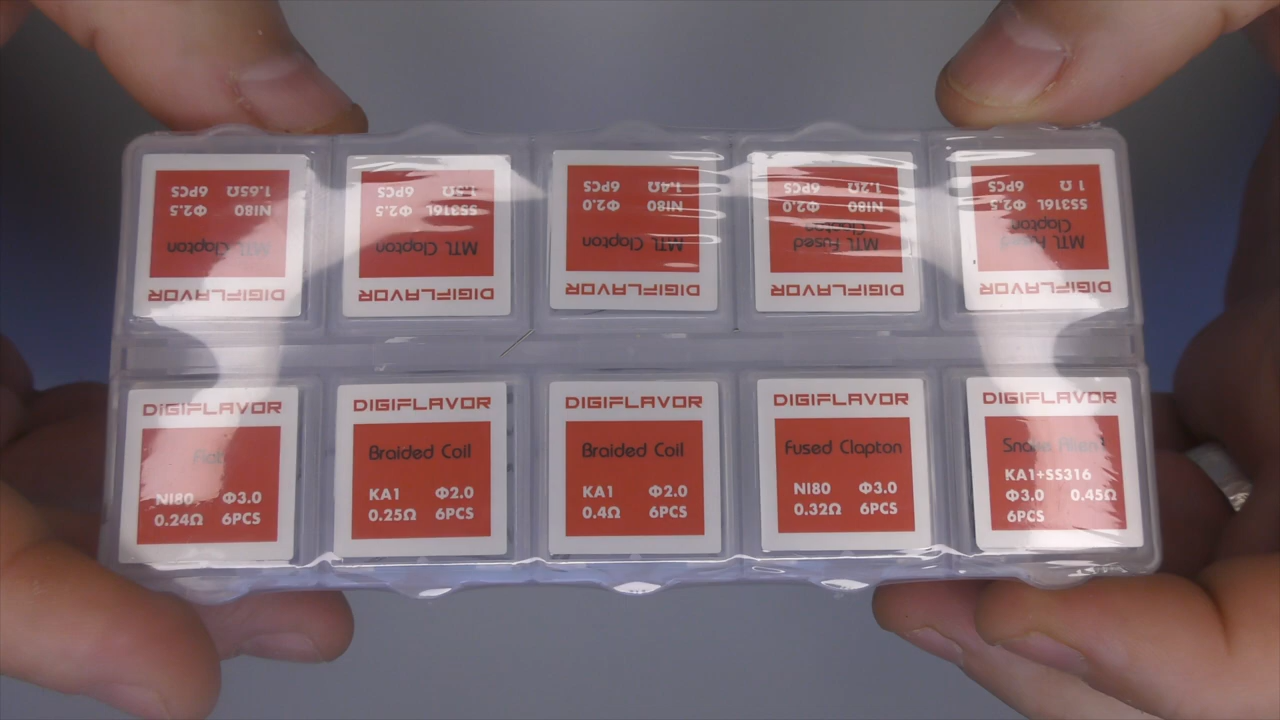 DIGIFLAVOR
MTL Clapton
NI80 Φ2.5
1.65Ω 6PCS
DIGIFLAVOR
MTL Clapton
SS316L Φ2.5
6PCS
DIGIFLAVOR
MTL Clapton
NI80 Φ2.0
1.4Ω 6PCS
DIGIFLAVOR
MTL Fused
Clapton
NI80 Φ2.0
1.2Ω 6PCS
DIGIFLAVOR
MTL Fused
Clapton
SS316L Φ2.5
1Ω 6PCS
DIGIFLAVOR
Flat
NI80 Φ3.0
0.24Ω 6PCS
DIGIFLAVOR
Braided Coil
KA1 Φ2.0
0.25Ω 6PCS
DIGIFLAVOR
Braided Coil
KA1 Φ2.0
0.4Ω 6PCS
DIGIFLAVOR
Fused Clapton
NI80 Φ3.0
0.32Ω 6PCS
DIGIFLAVOR
KA1+SS316
Φ3.0 0.45Ω
6PCS